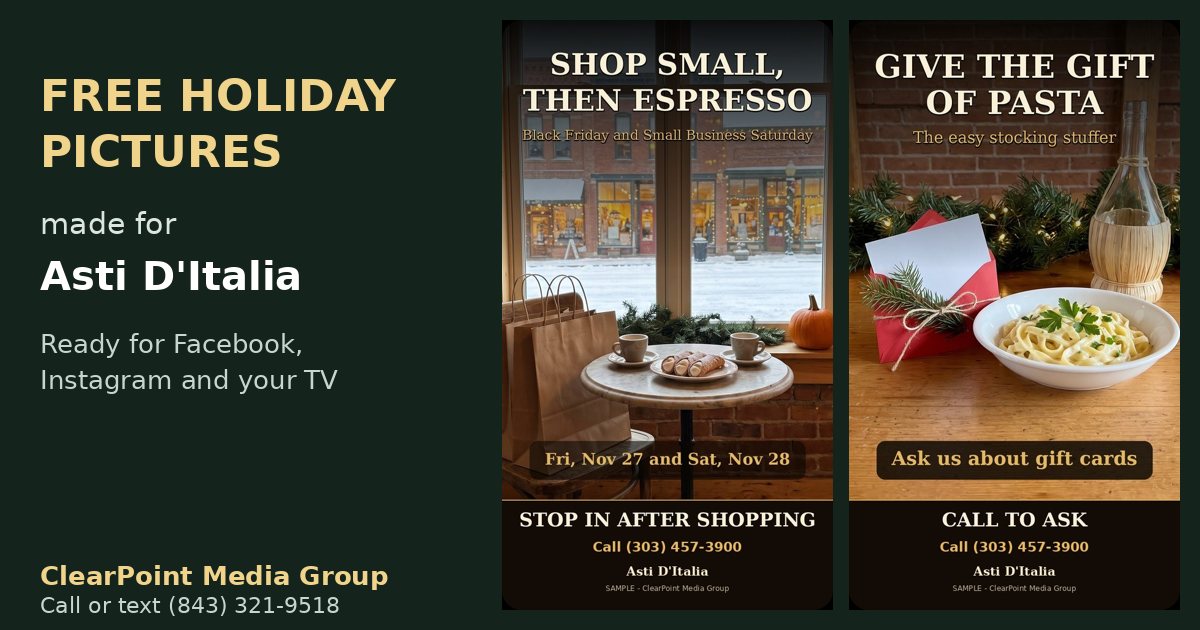 FREE HOLIDAY
PICTURES
made for
Asti D'Italia
Ready for Facebook,
Instagram and your TV
ClearPoint Media Group
Call or text (843) 321-9518
SHOP SMALL,
THEN ESPRESSO
Black Friday and Small Business Saturday
Fri, Nov 27 and Sat, Nov 28
STOP IN AFTER SHOPPING
Call (303) 457-3900
Asti D'Italia
SAMPLE - ClearPoint Media Group
GIVE THE GIFT
OF PASTA
The easy stocking stuffer
Ask us about gift cards
CALL TO ASK
Call (303) 457-3900
Asti D'Italia
SAMPLE - ClearPoint Media Group